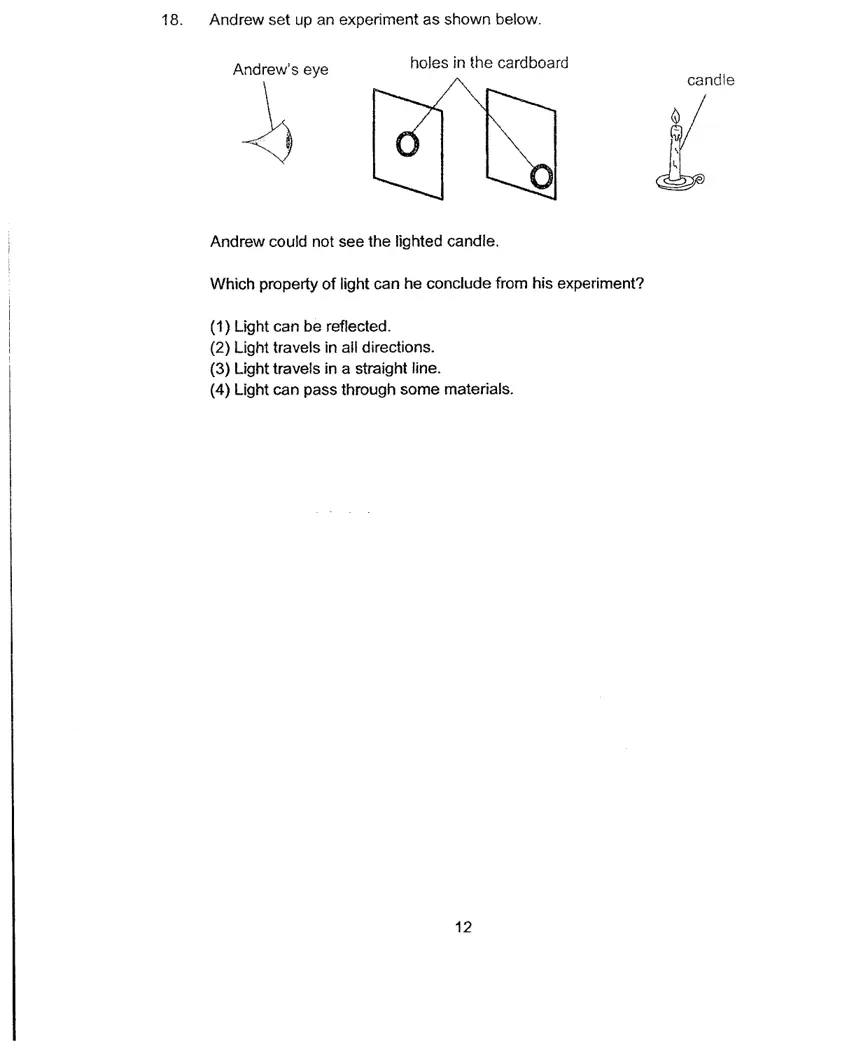 18. Andrew set up an experiment as shown below.
Andrew's eye
holes in the cardboard
candle
Andrew could not see the lighted candle.
Which property of light can he conclude from his experiment?
(1) Light can be reflected.
(2) Light travels in all directions.
(3) Light travels in a straight line.
(4) Light can pass through some materials.
12